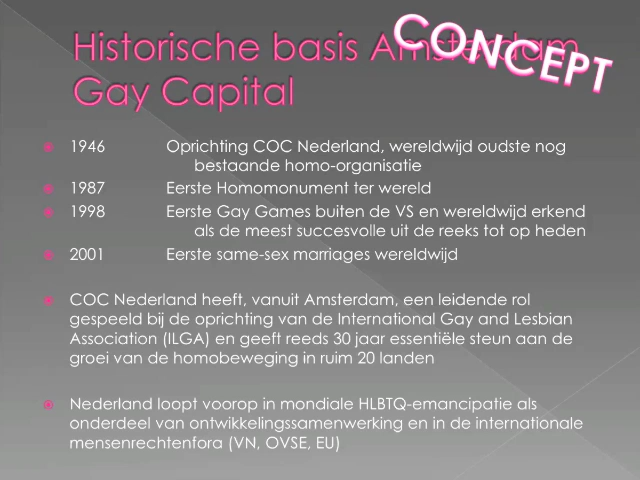 Historische basis Amsterdam
Gay Capital
CONCEPT
1946 Oprichting COC Nederland, wereldwijd oudste nog
bestaande homo-organisatie
1987 Eerste Homomonument ter wereld
1998 Eerste Gay Games buiten de VS en wereldwijd erkend
als de meest succesvolle uit de reeks tot op heden
2001 Eerste same-sex marriages wereldwijd
COC Nederland heeft, vanuit Amsterdam, een leidende rol
gespeeld bij de oprichting van de International Gay and Lesbian
Association (ILGA) en geeft reeds 30 jaar essentiële steun aan de
groei van de homobeweging in ruim 20 landen
Nederland loopt voorop in mondiale HLBTQ-emancipatie als
onderdeel van ontwikkelingssamenwerking en in de internationale
mensenrechtenfora (VN, OVSE, EU)